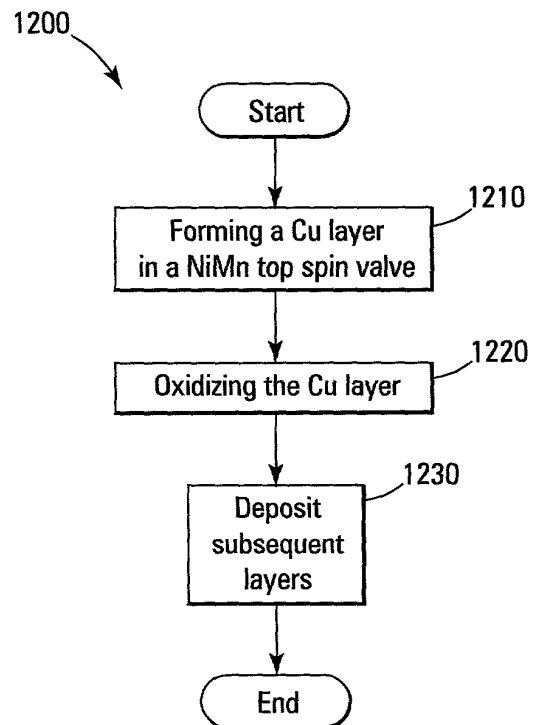 1200
Start
1210
Forming a Cu layer
in a NiMn top spin valve
1220
Oxidizing the Cu layer
1230
Deposit
subsequent
layers
End